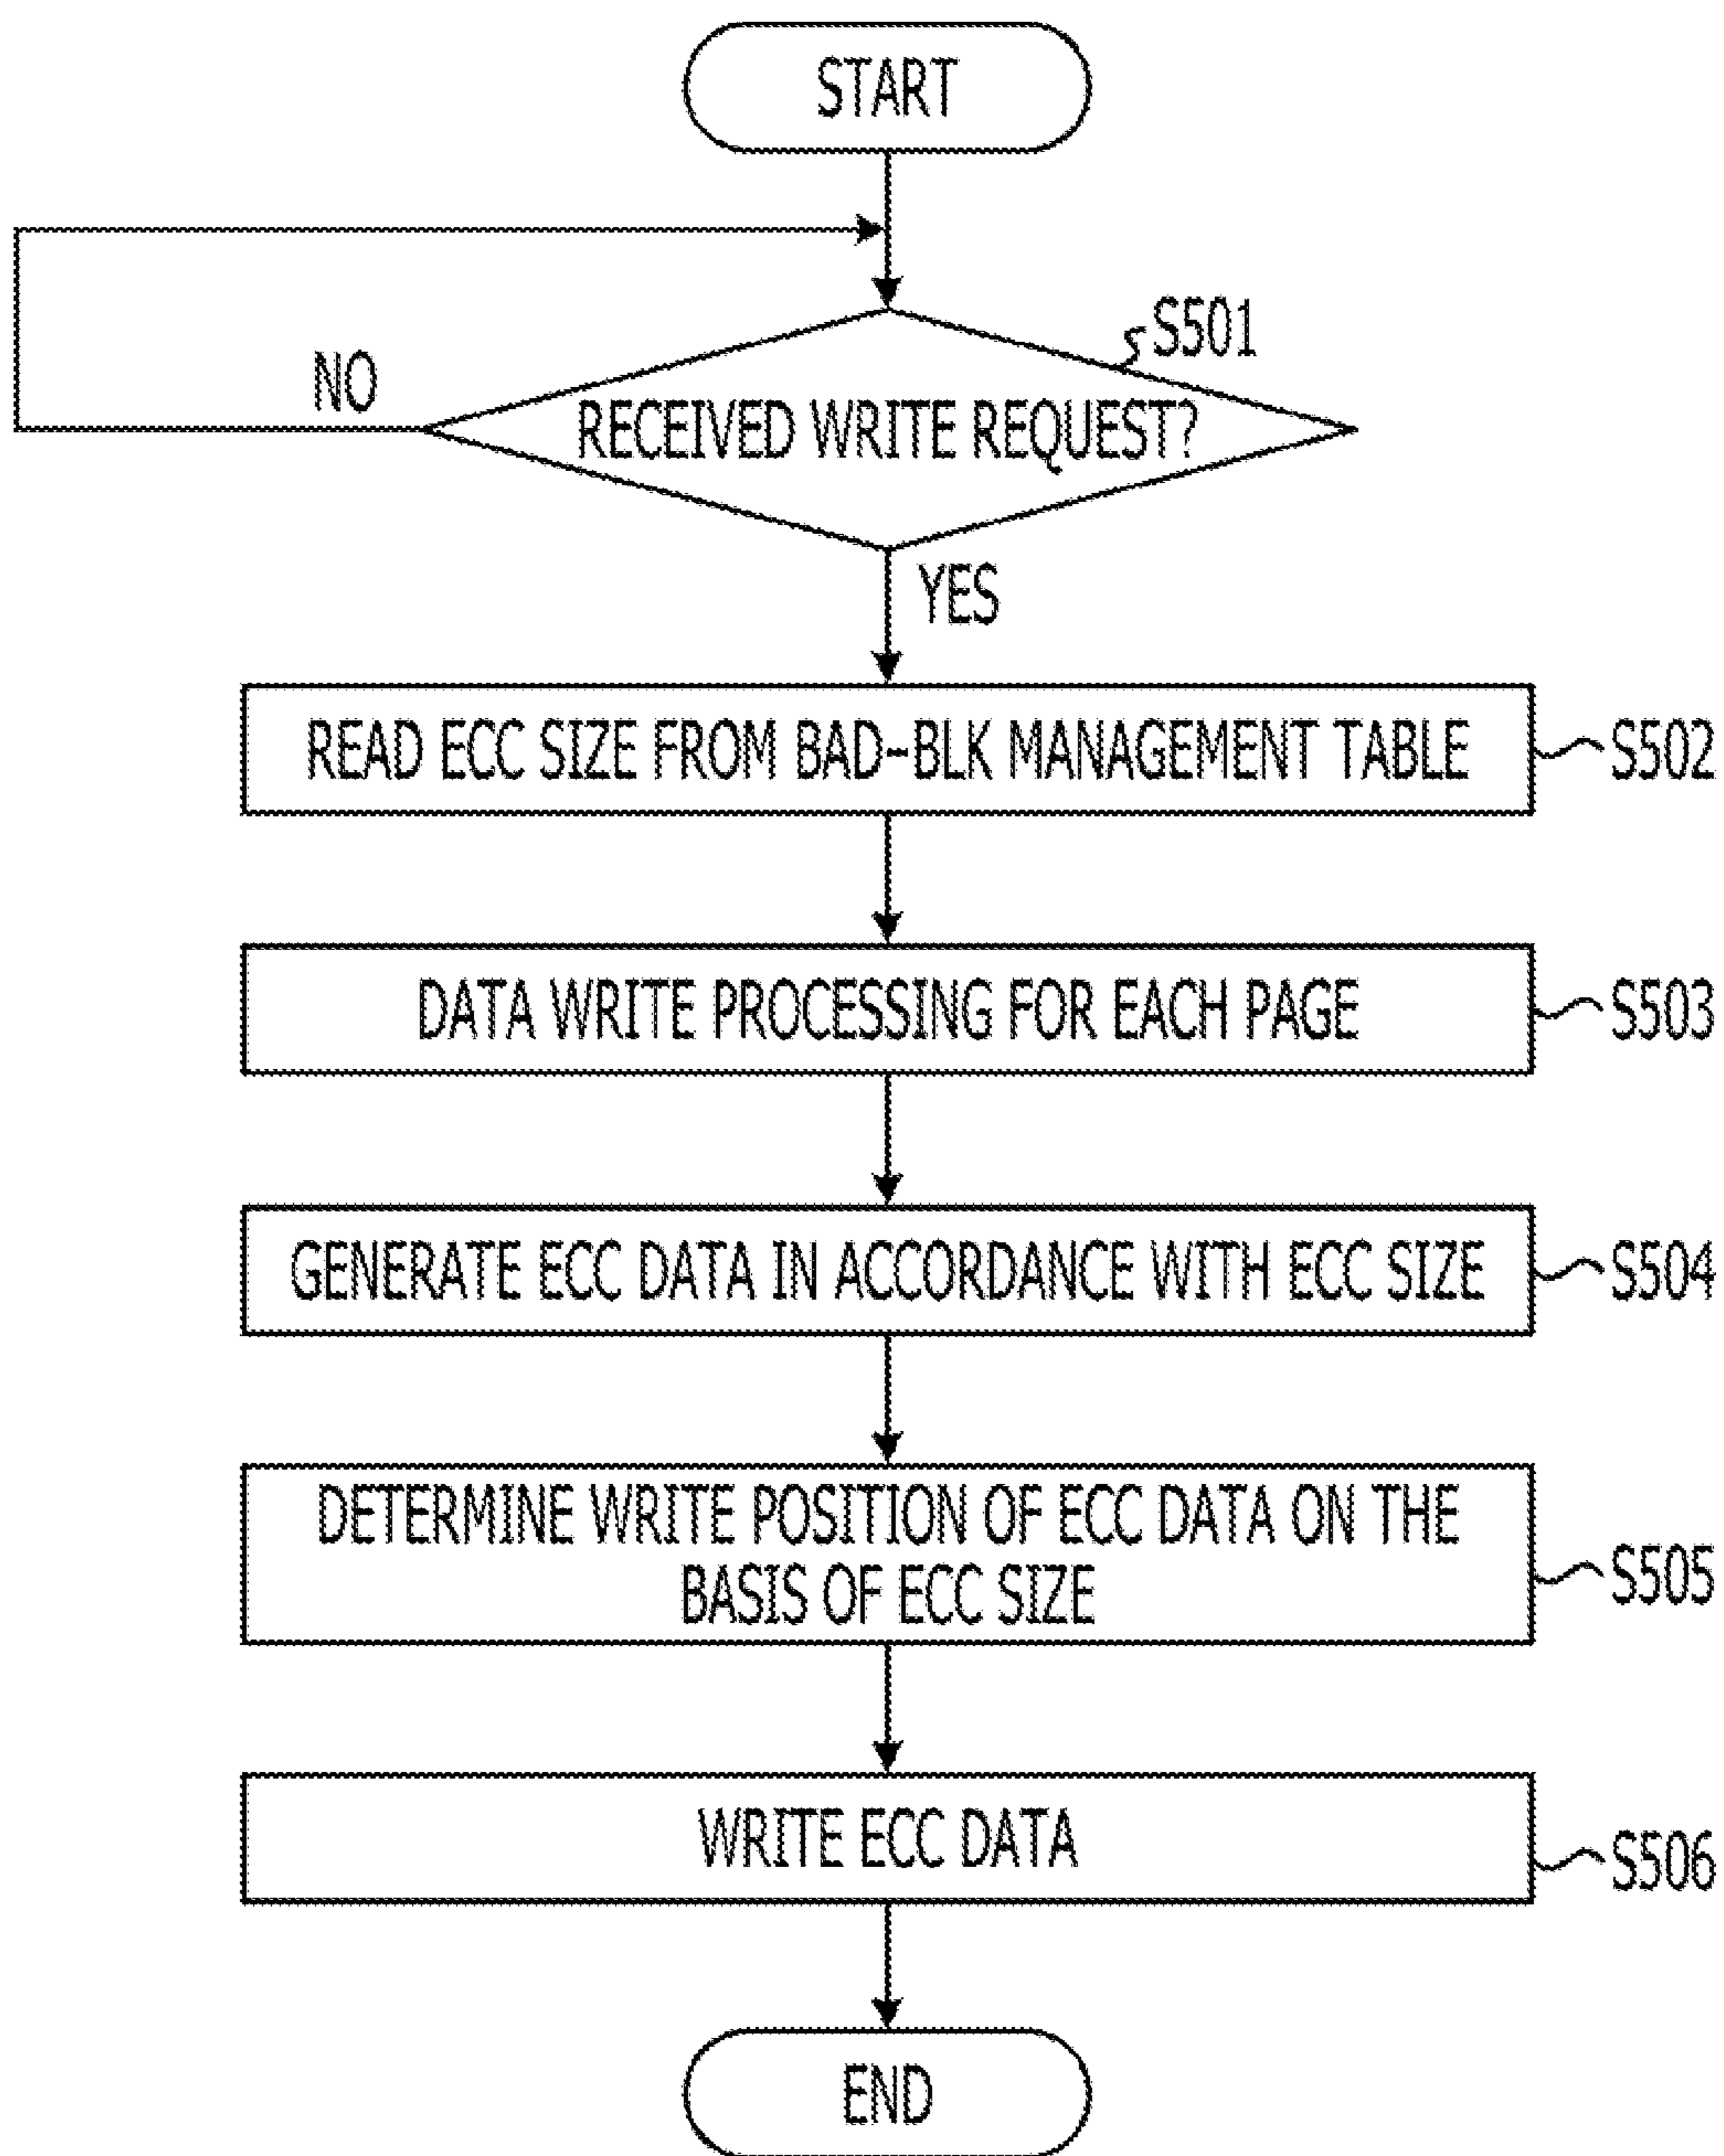 START
S501
NO
RECEIVED WRITE REQUEST?
YES
READ ECC SIZE FROM BAD-BLK MANAGEMENT TABLE
S502
DATA WRITE PROCESSING FOR EACH PAGE
S503
GENERATE ECC DATA IN ACCORDANCE WITH ECC SIZE
S504
DETERMINE WRITE POSITION OF ECC DATA ON THE
BASIS OF ECC SIZE
S505
WRITE ECC DATA
S506
END